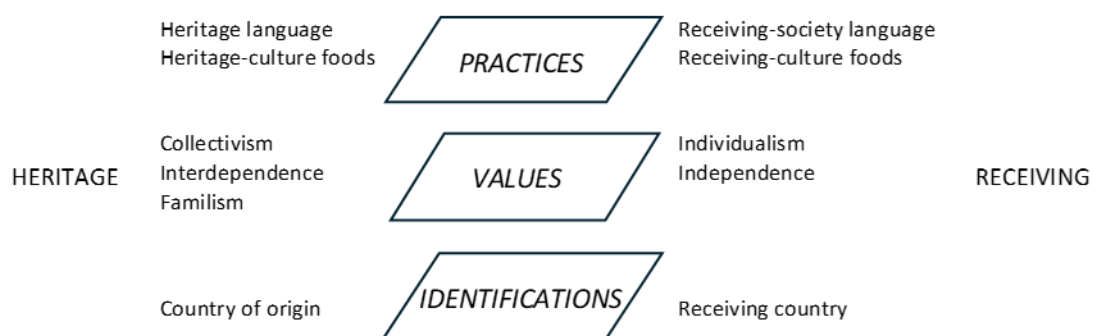 Heritage language
Heritage-culture foods
PRACTICES
Receiving-society language
Receiving-culture foods
HERITAGE
Collectivism
Interdependence
Familism
VALUES
Individualism
Independence
RECEIVING
Country of origin
IDENTIFICATIONS
Receiving country